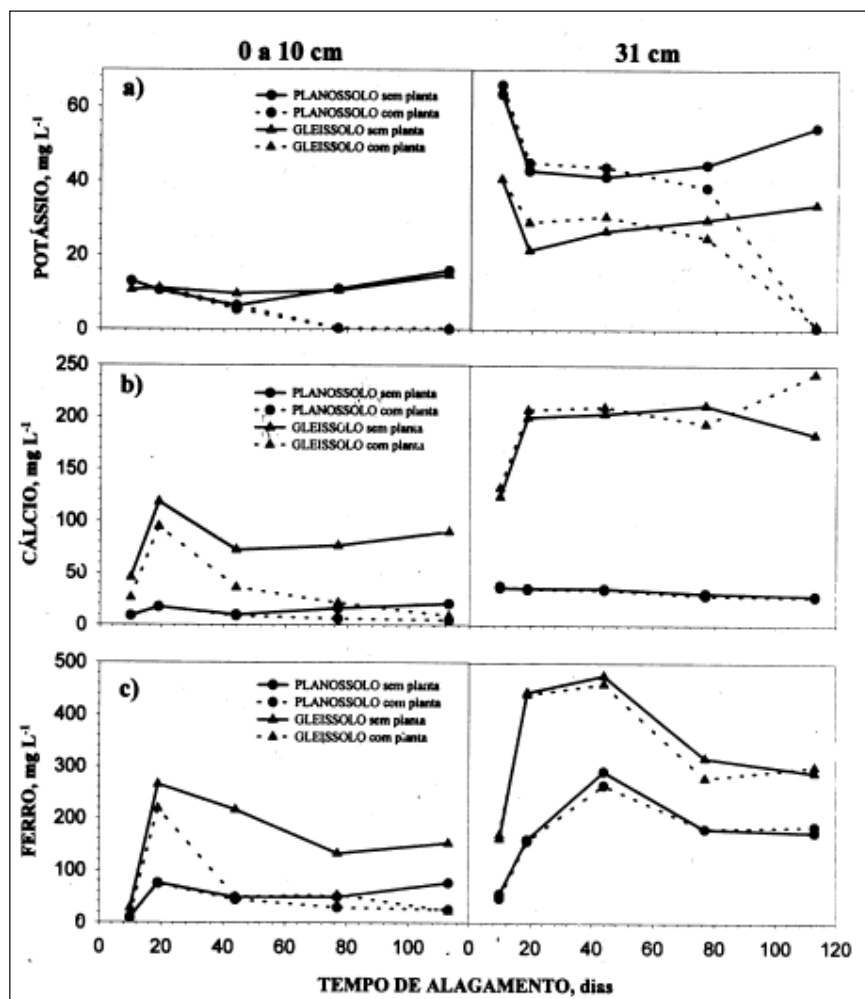 0 a 10 cm
31 cm
a)
PLANOSSOLO sem planta
PLANOSSOLO com planta
GLEISSOLO sem planta
GLEISSOLO com planta
POTÁSSIO, mg L⁻¹
60
40
20
0
b)
PLANOSSOLO sem planta
PLANOSSOLO com planta
GLEISSOLO sem planta
GLEISSOLO com planta
CÁLCIO, mg L⁻¹
250
200
150
100
50
0
c)
PLANOSSOLO sem planta
PLANOSSOLO com planta
GLEISSOLO sem planta
GLEISSOLO com planta
FERRO, mg L⁻¹
500
400
300
200
100
0
0 20 40 60 80 100 20 40 60 80 100 120
TEMPO DE ALAGAMENTO, dias